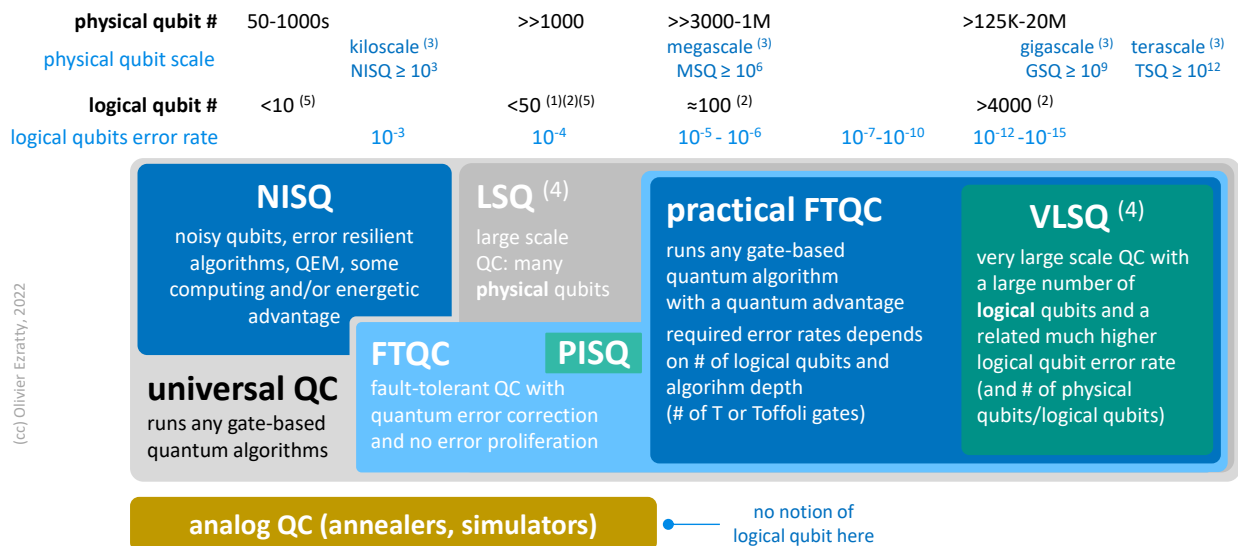 physical qubit # 50-1000s >>1000 >>3000-1M >125K-20M
physical qubit scale kiloscale (3) megascale (3) gigascale (3) terascale (3)
NISQ ≥ 10³ MSQ ≥ 10⁶ GSQ ≥ 10⁹ TSQ ≥ 10¹²
logical qubit # <10 (5) <50 (1)(2)(5) ≈100 (2) >4000 (2)
logical qubits error rate 10⁻³ 10⁻⁴ 10⁻⁵ - 10⁻⁶ 10⁻⁷-10⁻¹⁰ 10⁻¹² -10⁻¹⁵
NISQ
noisy qubits, error resilient
algorithms, QEM, some
computing and/or energetic
advantage
LSQ (4)
large scale
QC: many
physical qubits
practical FTQC
runs any gate-based
quantum algorithm
with a quantum advantage
required error rates depends
on # of logical qubits and
algorihm depth
(# of T or Toffoli gates)
VLSQ (4)
very large scale QC with
a large number of
logical qubits and a
related much higher
logical qubit error rate
(and # of physical
qubits/logical qubits)
FTQC
PISQ
fault-tolerant QC with
quantum error correction
and no error proliferation
universal QC
runs any gate-based
quantum algorithms
analog QC (annealers, simulators)
no notion of
logical qubit here
(cc) Olivier Ezratty, 2022